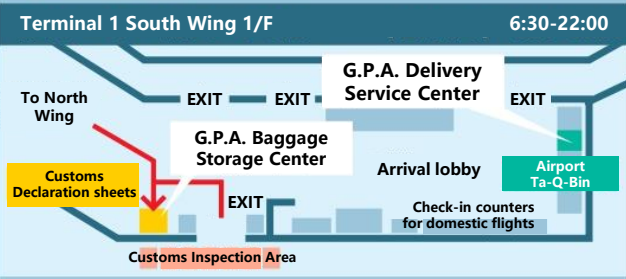 Terminal 1 South Wing 1/F
6:30-22:00
G.P.A. Delivery
Service Center
To North
Wing
EXIT
EXIT
EXIT
G.P.A. Baggage
Storage Center
Customs
Declaration sheets
Arrival lobby
Airport
Ta-Q-Bin
EXIT
Check-in counters
for domestic flights
Customs Inspection Area